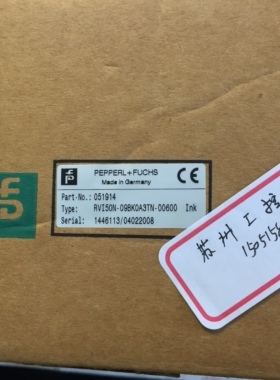 PEPPERL+FUCHS
Made in Germany
CE
Part-No.: 051914
Type: RVI50N-09BK0A3TN-00600 Ink
Serial: 1446113/04022008
苏州工控